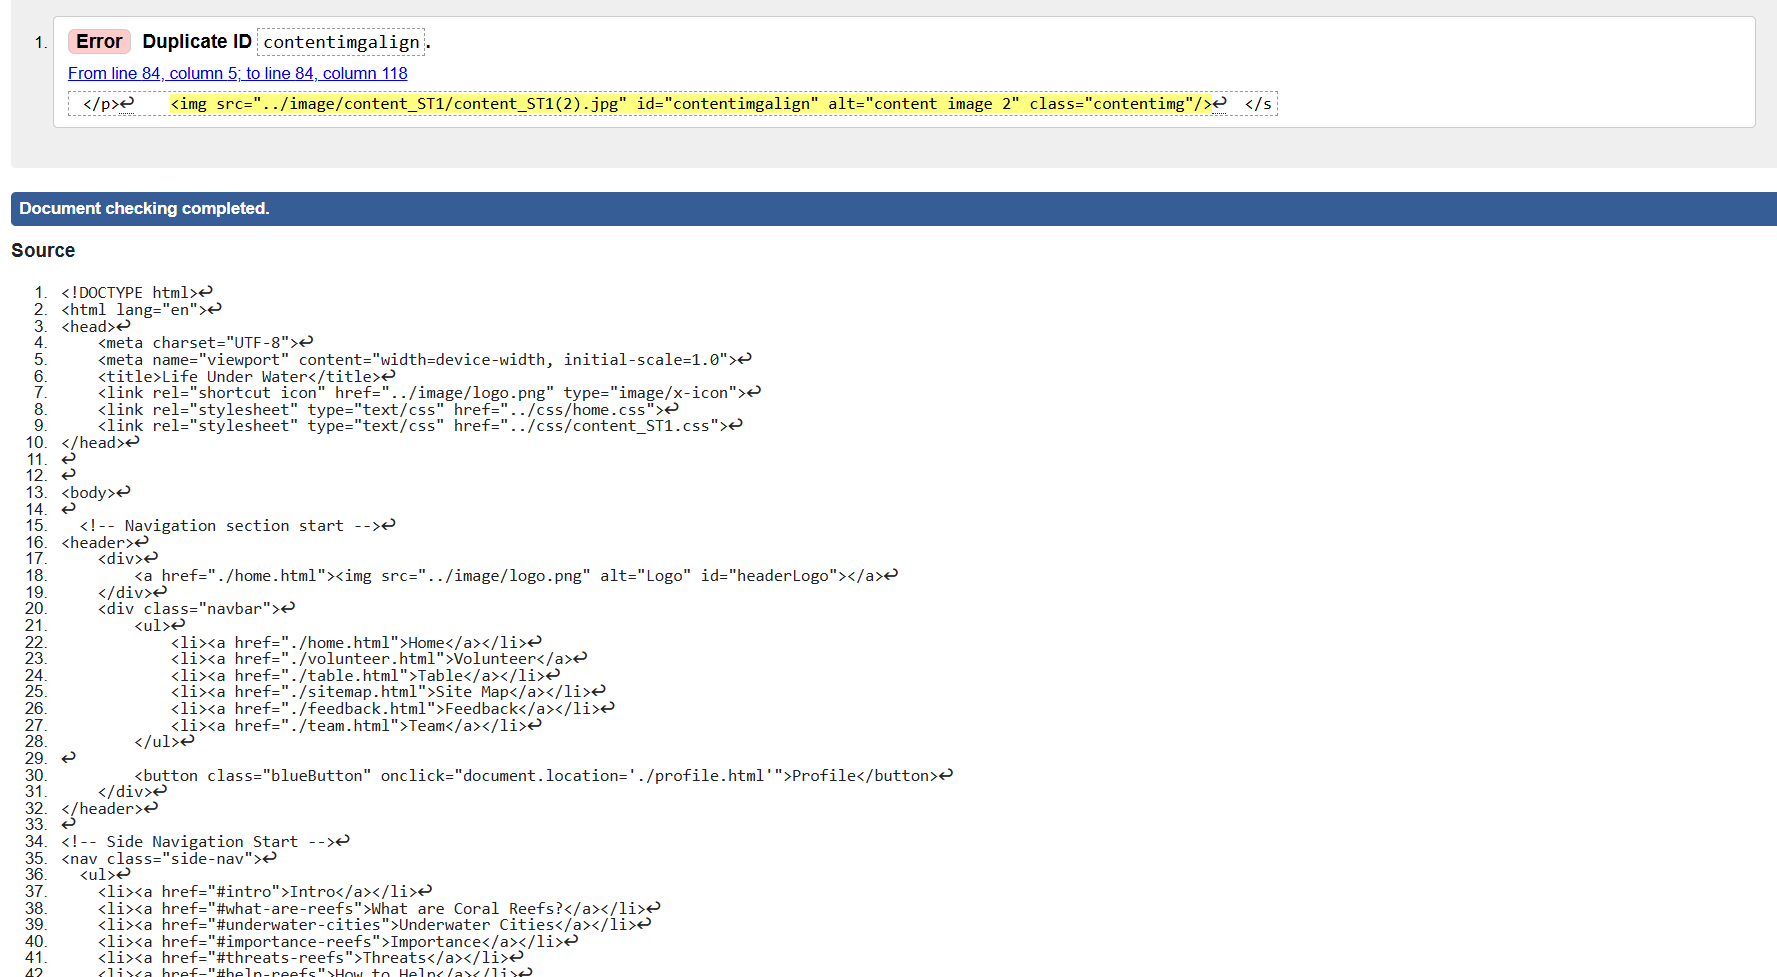 1. Error Duplicate ID contentimgalign.
From line 84, column 5; to line 84, column 118
</p>↩    <img src="../image/content_ST1/content_ST1(2).jpg" id="contentimgalign" alt="content image 2" class="contentimg"/>↩  </s
Document checking completed.
Source
1. <!DOCTYPE html>↩
2. <html lang="en">↩
3. <head>↩
4.     <meta charset="UTF-8">↩
5.     <meta name="viewport" content="width=device-width, initial-scale=1.0">↩
6.     <title>Life Under Water</title>↩
7.     <link rel="shortcut icon" href="../image/logo.png" type="image/x-icon">↩
8.     <link rel="stylesheet" type="text/css" href="../css/home.css">↩
9.     <link rel="stylesheet" type="text/css" href="../css/content_ST1.css">↩
10. </head>↩
11. ↩
12. ↩
13. <body>↩
14. ↩
15.   <!-- Navigation section start -->↩
16. <header>↩
17.     <div>↩
18.         <a href="./home.html"><img src="../image/logo.png" alt="Logo" id="headerLogo"></a>↩
19.     </div>↩
20.     <div class="navbar">↩
21.         <ul>↩
22.             <li><a href="./home.html">Home</a></li>↩
23.             <li><a href="./volunteer.html">Volunteer</a>↩
24.             <li><a href="./table.html">Table</a></li>↩
25.             <li><a href="./sitemap.html">Site Map</a></li>↩
26.             <li><a href="./feedback.html">Feedback</a></li>↩
27.             <li><a href="./team.html">Team</a></li>↩
28.         </ul>↩
29. ↩
30.         <button class="blueButton" onclick="document.location='./profile.html'">Profile</button>↩
31.     </div>↩
32. </header>↩
33. ↩
34. <!-- Side Navigation Start -->↩
35. <nav class="side-nav">↩
36.   <ul>↩
37.     <li><a href="#intro">Intro</a></li>↩
38.     <li><a href="#what-are-reefs">What are Coral Reefs?</a></li>↩
39.     <li><a href="#underwater-cities">Underwater Cities</a></li>↩
40.     <li><a href="#importance-reefs">Importance</a></li>↩
41.     <li><a href="#threats-reefs">Threats</a></li>↩
42.     <li><a href="#help-reefs">How to Help</a></li>↩